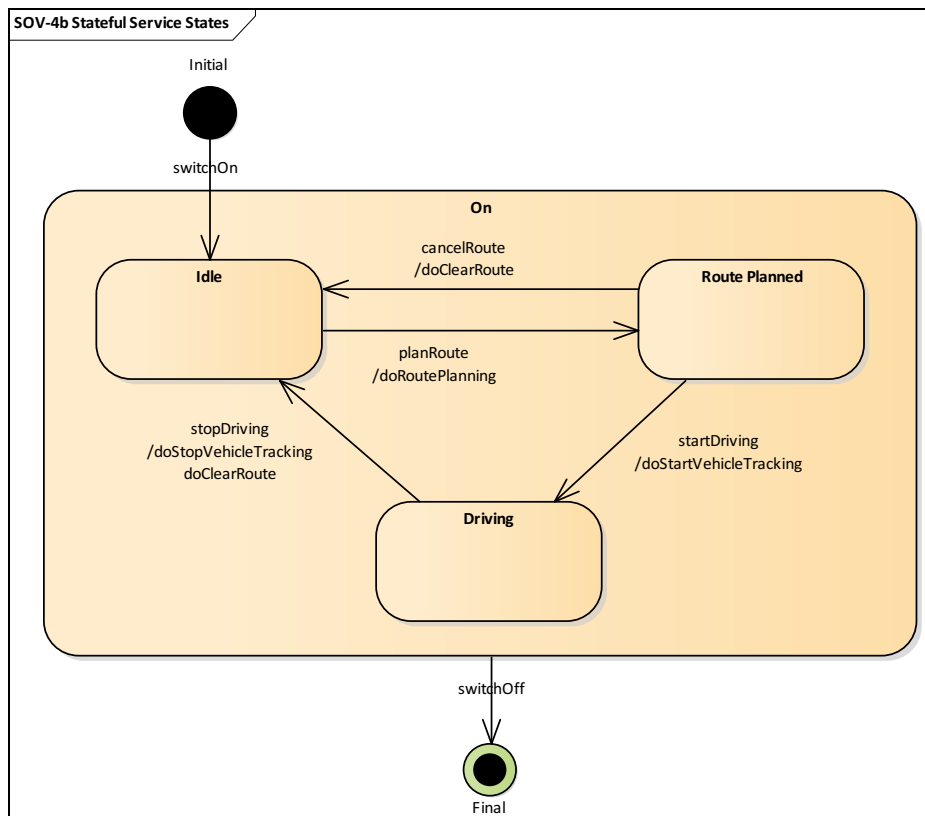 SOV-4b Stateful Service States
Initial
switchOn
On
cancelRoute
/doClearRoute
Idle
Route Planned
planRoute
/doRoutePlanning
stopDriving
/doStopVehicleTracking
doClearRoute
startDriving
/doStartVehicleTracking
Driving
switchOff
Final